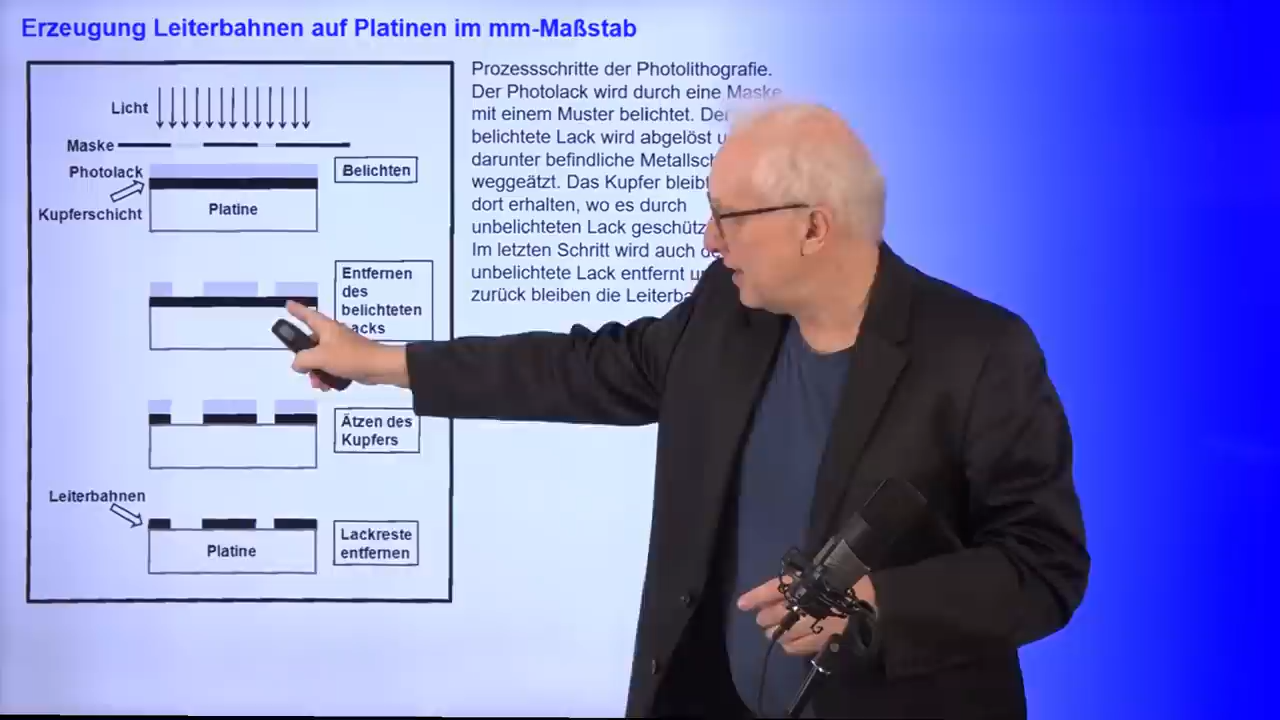 Erzeugung Leiterbahnen auf Platinen im mm-Maßstab
Licht
Maske
Photolack
Kupferschicht
Platine
Belichten
Entfernen
des
belichteten
Leiterbahnen
Platine
Ätzen des
Kupfers
Lackreste
entfernen
Prozessschritte der Photolithografie.
Der Photolack wird durch eine Maske
mit einem Muster belichtet.
belichtete Lack wird abgelöst
darunter befindliche
weggeätzt. Das Kupfer bleibt
dort erhalten, wo es durch
unbelichteten Lack
Im letzten Schritt wird auch
unbelichtete Lack entfernt
zurück bleiben die